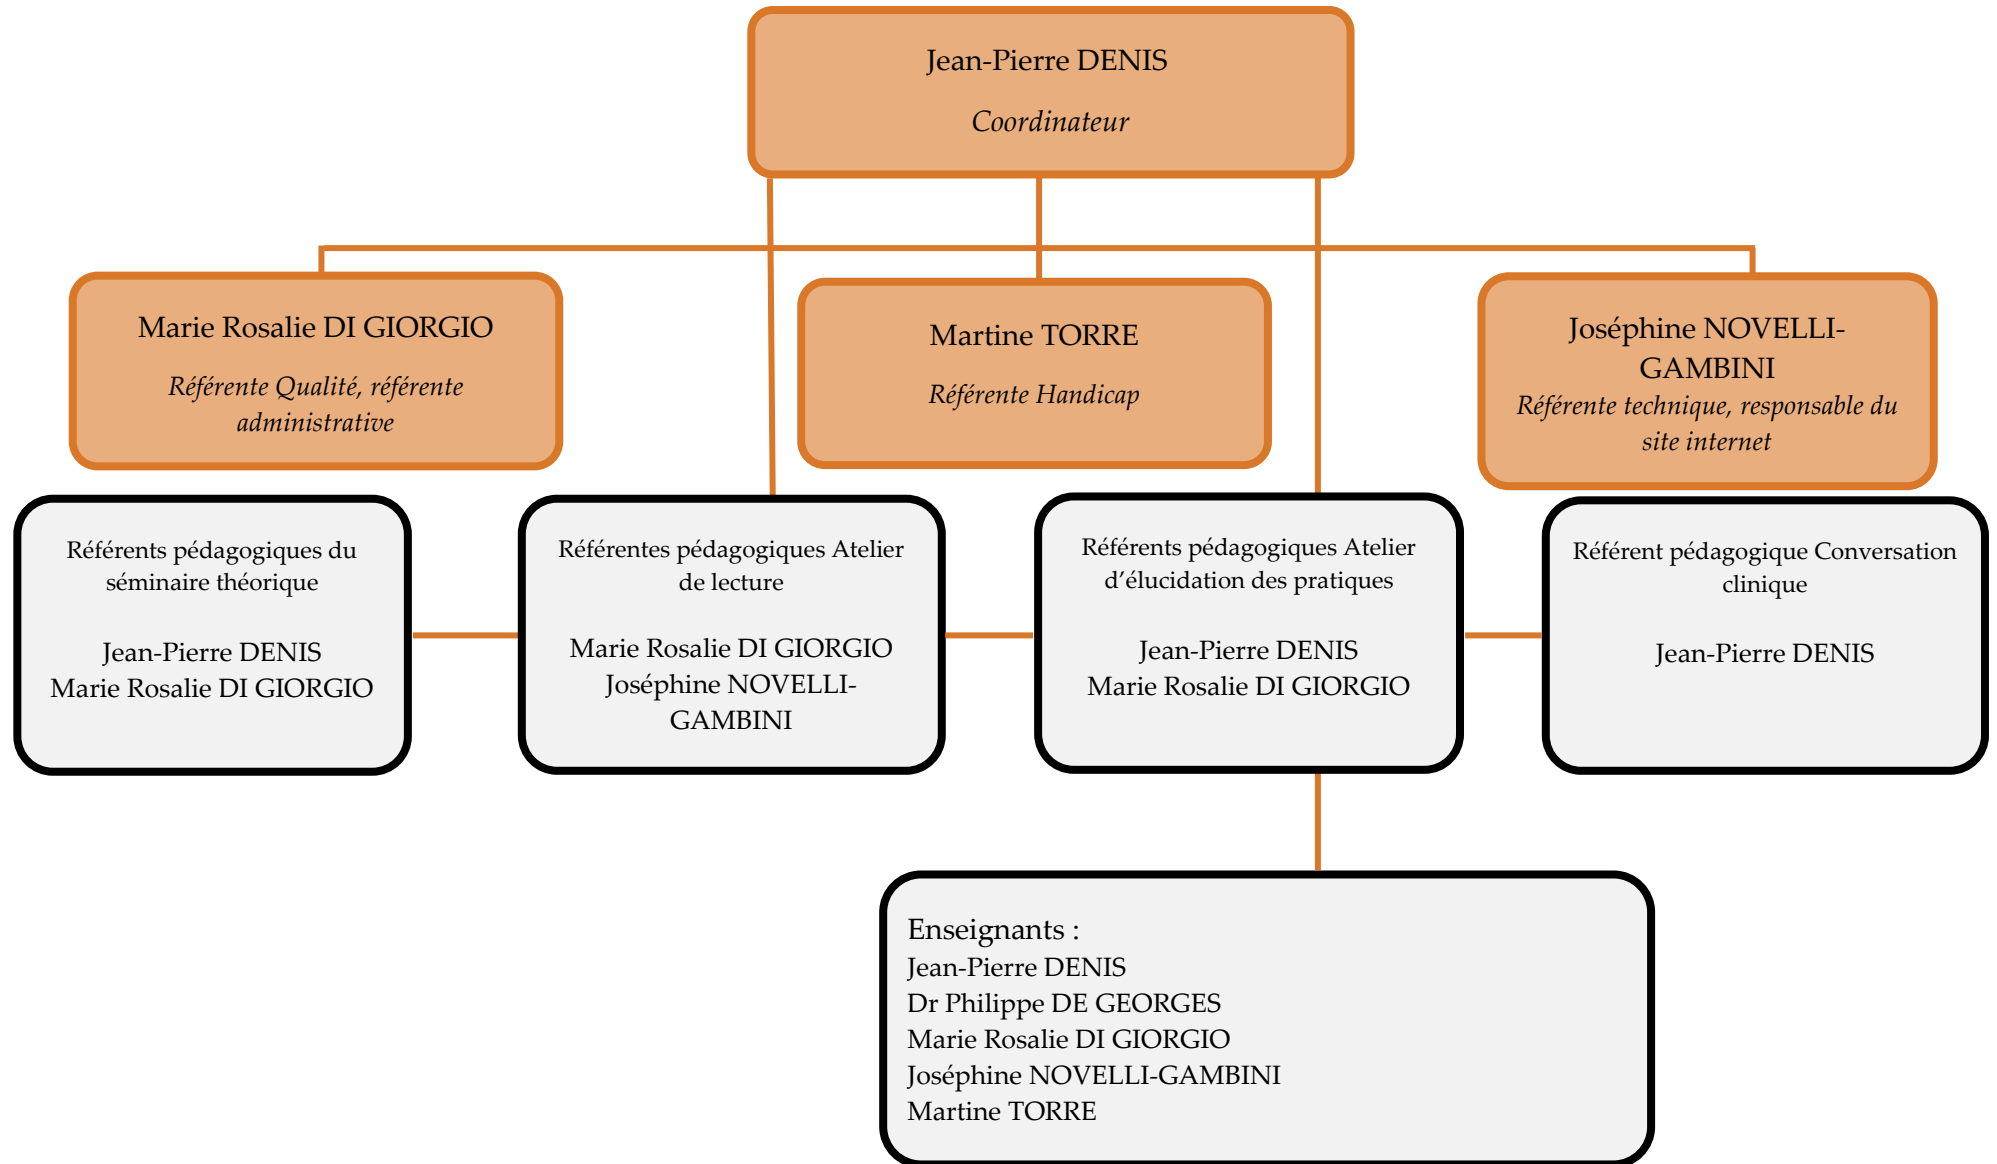 Jean-Pierre DENIS
Coordinateur
Marie Rosalie DI GIORGIO
Référente Qualité, référente
administrative
Martine TORRE
Référente Handicap
Joséphine NOVELLI-
GAMBINI
Référente technique, responsable du
site internet
Référents pédagogiques du
séminaire théorique
Jean-Pierre DENIS
Marie Rosalie DI GIORGIO
Référentes pédagogiques Atelier
de lecture
Marie Rosalie DI GIORGIO
Joséphine NOVELLI-
GAMBINI
Référents pédagogiques Atelier
d’élucidation des pratiques
Jean-Pierre DENIS
Marie Rosalie DI GIORGIO
Référent pédagogique Conversation
clinique
Jean-Pierre DENIS
Enseignants :
Jean-Pierre DENIS
Dr Philippe DE GEORGES
Marie Rosalie DI GIORGIO
Joséphine NOVELLI-GAMBINI
Martine TORRE